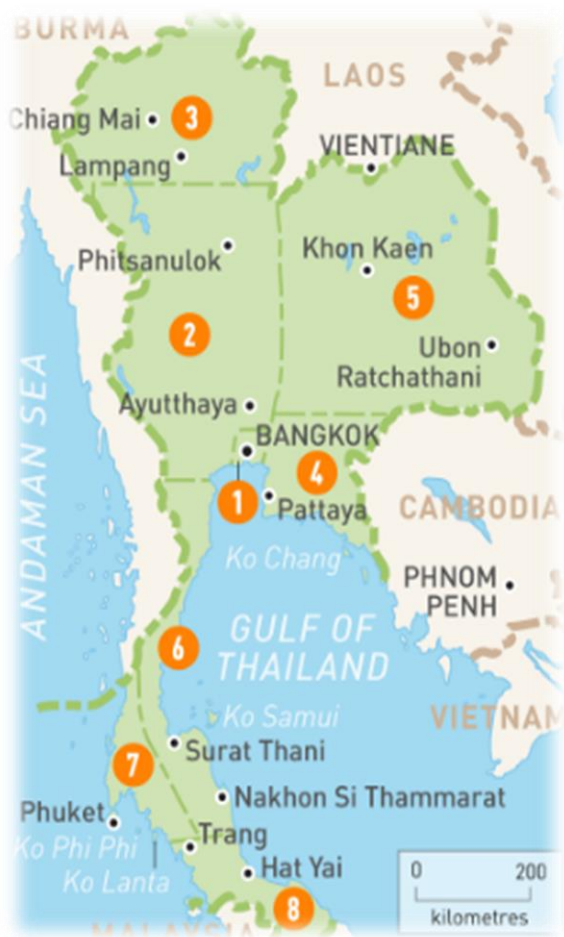 BURMA
LAOS
Chiang Mai
3
Lampang
VIENTIANE
Phitsanulok
Khon Kaen
5
2
Ubon
Ratchathani
Ayutthaya
BANGKOK
4
1
Pattaya
CAMBODIA
ANDAMAN SEA
Ko Chang
PHNOM
PENH
GULF OF
THAILAND
6
Ko Samui
VIETNAM
Surat Thani
7
Nakhon Si Thammarat
Phuket
Trang
Ko Phi Phi
Ko Lanta
Hat Yai
0 200
kilometres
8
MALAYSIA